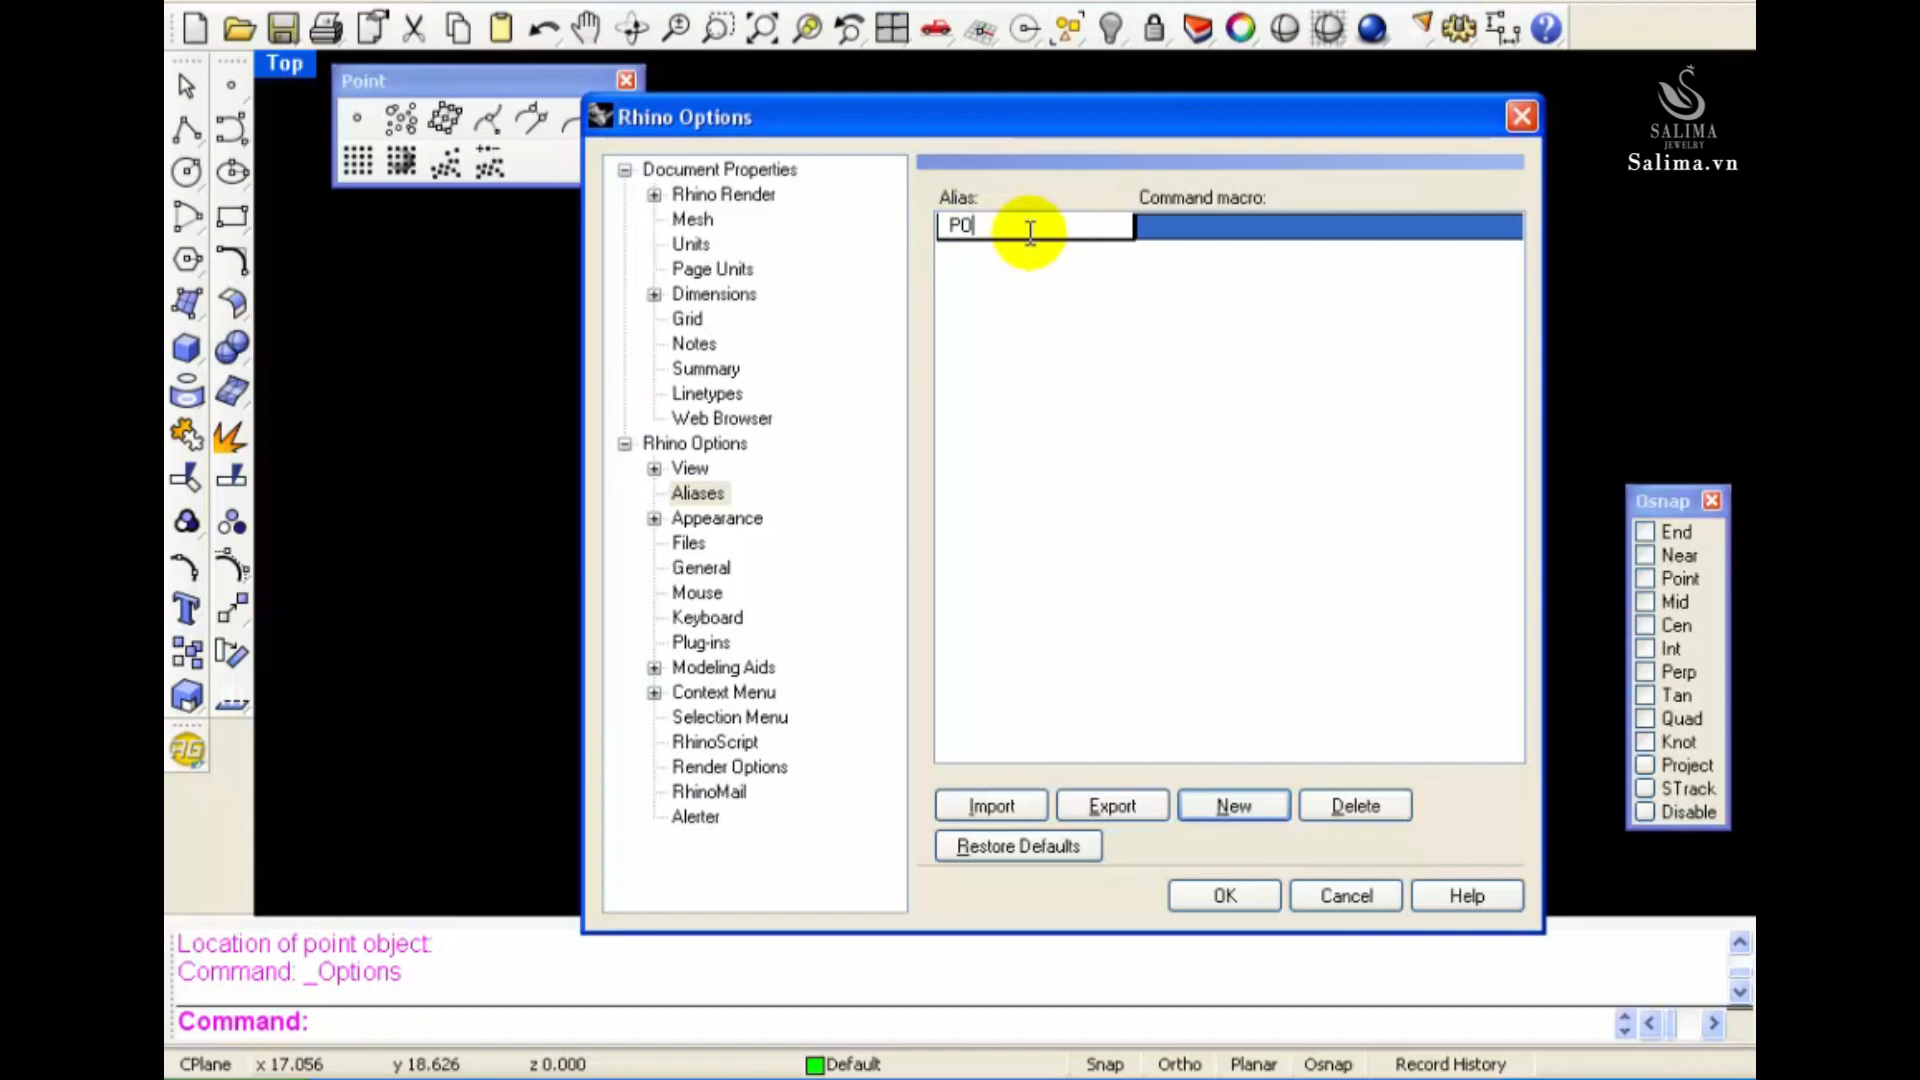 Top
SALIMA
JEWELRY
Salima.vn
Point
Rhino Options
Document Properties
Rhino Render
Mesh
Units
Page Units
Dimensions
Grid
Notes
Summary
Linetypes
Web Browser
Rhino Options
View
Aliases
Appearance
Files
General
Mouse
Keyboard
Plug-ins
Modeling Aids
Context Menu
Selection Menu
RhinoScript
Render Options
RhinoMail
Alerter
Alias: Command macro:
PO
Import Export New Delete
Restore Defaults
OK Cancel Help
Osnap
End
Near
Point
Mid
Cen
Int
Perp
Tan
Quad
Knot
Project
STrack
Disable
Location of point object:
Command: _Options
Command:
CPlane x 17.056 y 18.626 z 0.000 Default Snap Ortho Planar Osnap Record History